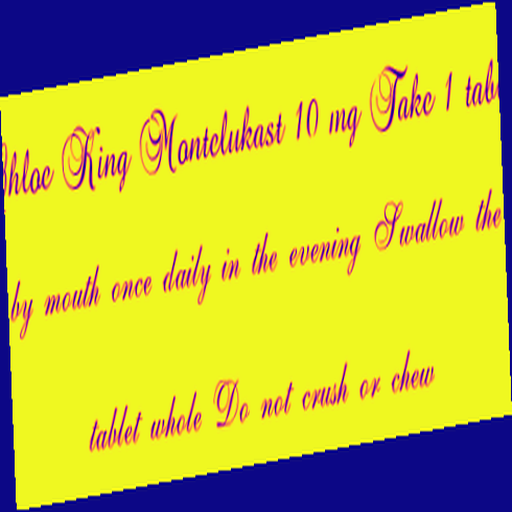 Chloe King Montelukast 10 mg Take 1 tab
by mouth once daily in the evening Swallow the
tablet whole Do not crush or chew